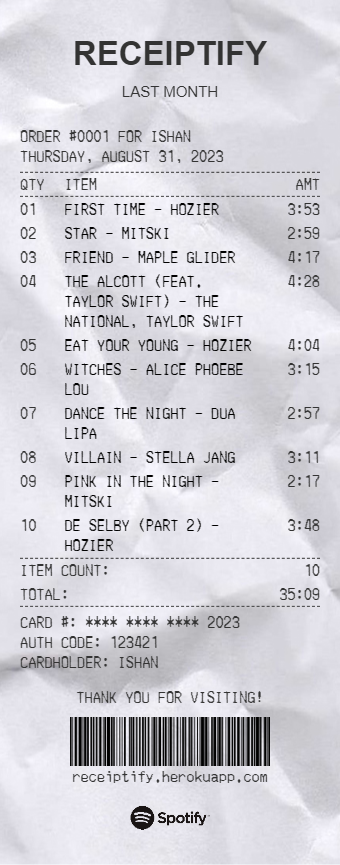 RECEIPTIFY
LAST MONTH
ORDER #0001 FOR ISHAN
THURSDAY, AUGUST 31, 2023
QTY ITEM AMT
01 FIRST TIME - HOZIER 3:53
02 STAR - MITSKI 2:59
03 FRIEND - MAPLE GLIDER 4:17
04 THE ALCOTT (FEAT. 4:28
TAYLOR SWIFT) - THE
NATIONAL, TAYLOR SWIFT
05 EAT YOUR YOUNG - HOZIER 4:04
06 WITCHES - ALICE PHOEBE 3:15
LOU
07 DANCE THE NIGHT - DUA 2:57
LIPA
08 VILLAIN - STELLA JANG 3:11
09 PINK IN THE NIGHT - 2:17
MITSKI
10 DE SELBY (PART 2) - 3:48
HOZIER
ITEM COUNT: 10
TOTAL: 35:09
CARD #: **** **** **** 2023
AUTH CODE: 123421
CARDHOLDER: ISHAN
THANK YOU FOR VISITING!
receiptify.herokuapp.com
Spotify